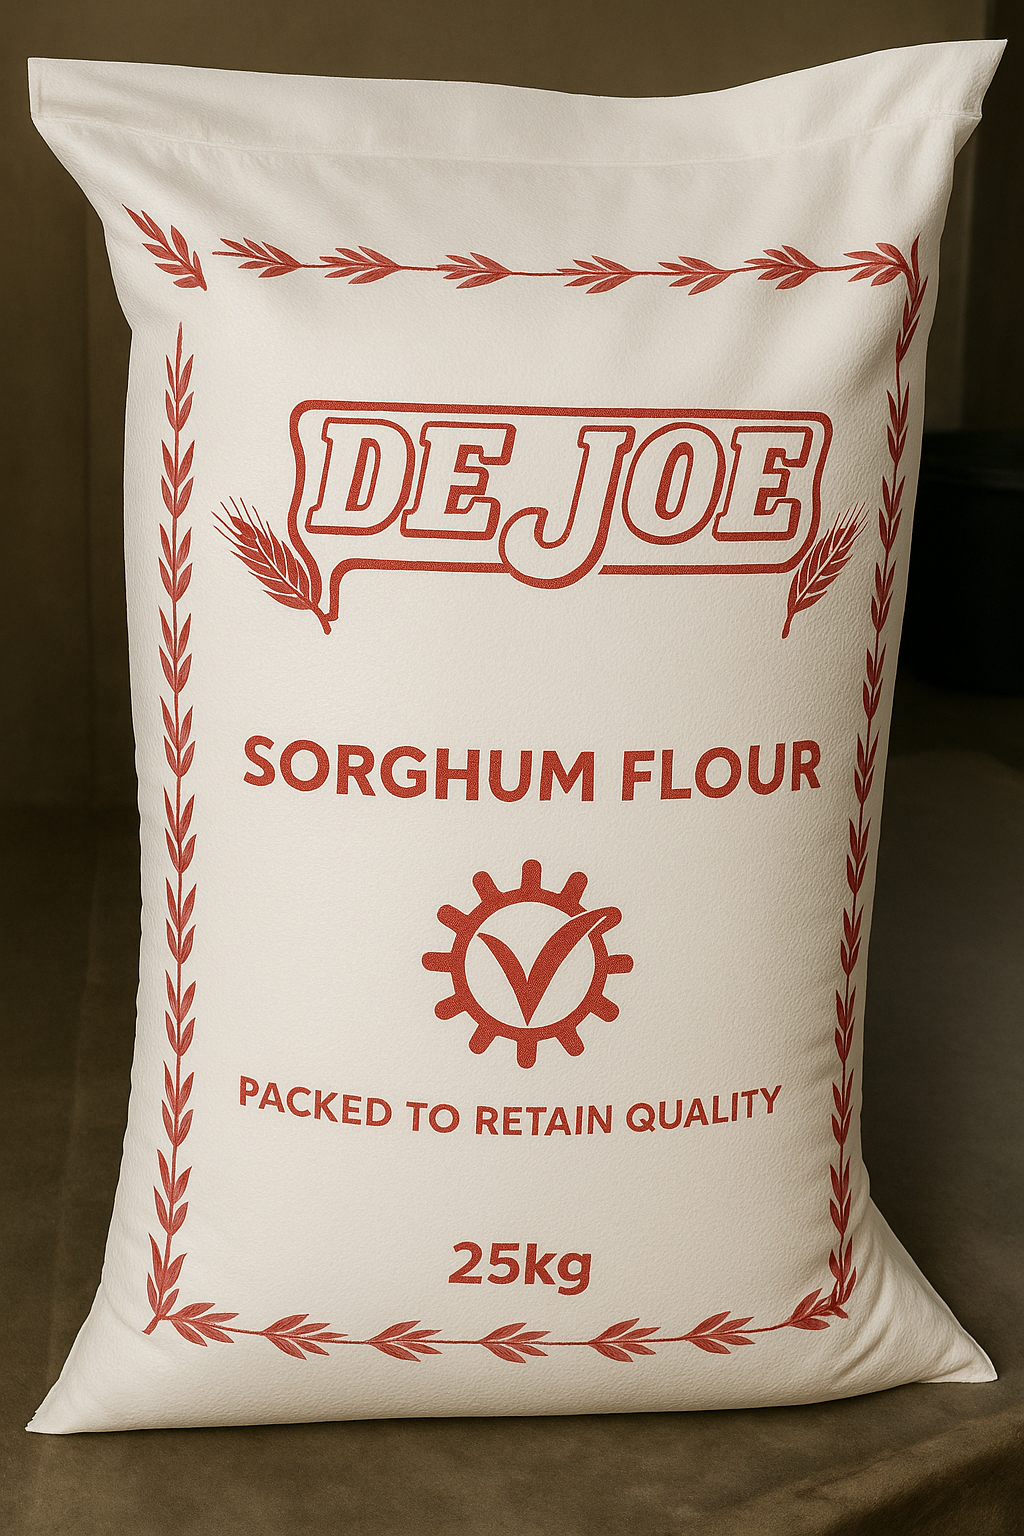 DE JOE
SORGHUM FLOUR
PACKED TO RETAIN QUALITY
25kg